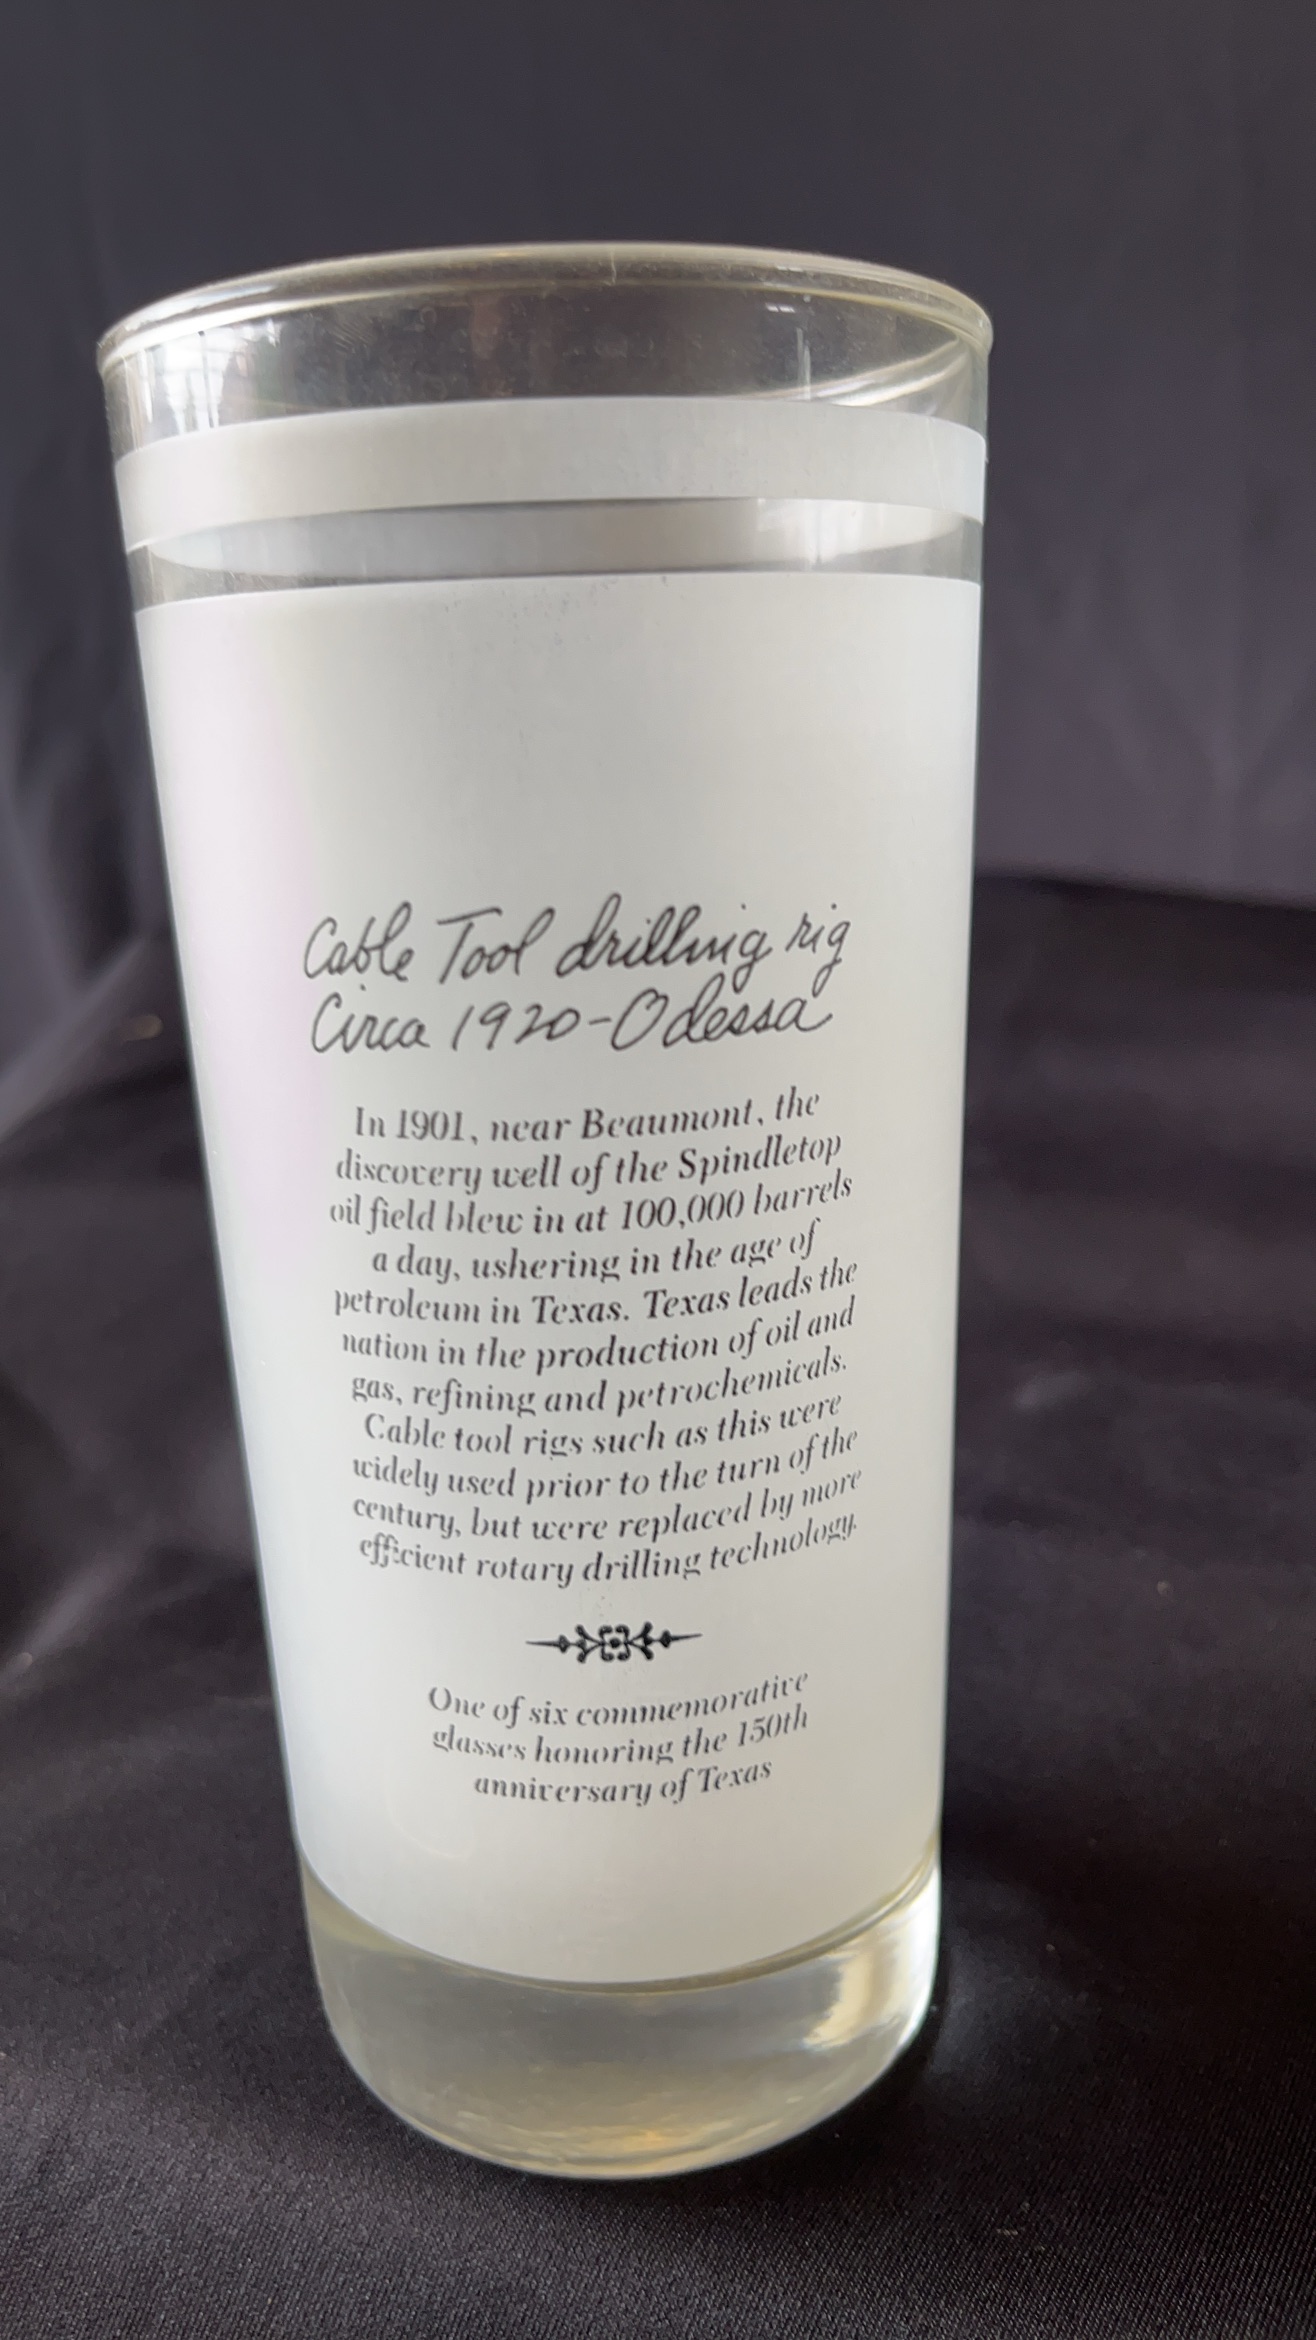 Cable Tool drilling rig
Circa 1920-Odessa
In 1901, near Beaumont, the
discovery well of the Spindletop
oil field blew in at 100,000 barrels
a day, ushering in the age of
petroleum in Texas. Texas leads the
nation in the production of oil and
gas, refining and petrochemicals.
Cable tool rigs such as this were
widely used prior to the turn of the
century, but were replaced by more
efficient rotary drilling technology.
One of six commemorative
glasses honoring the 150th
anniversary of Texas